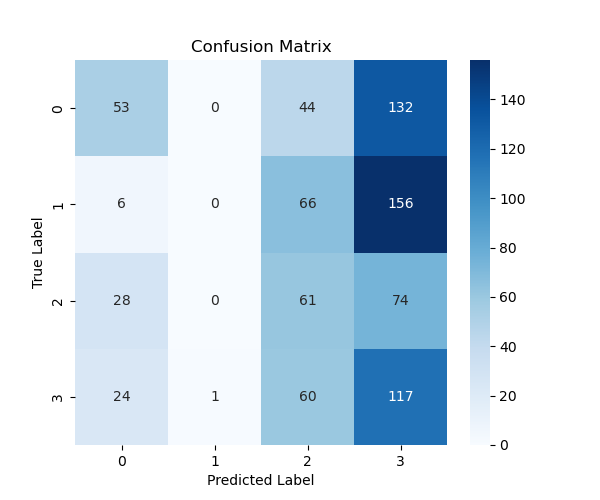 Confusion Matrix
0 53 0 44 132
1 6 0 66 156
2 28 0 61 74
3 24 1 60 117
0 1 2 3
Predicted Label
True Label
140
120
100
80
60
40
20
0